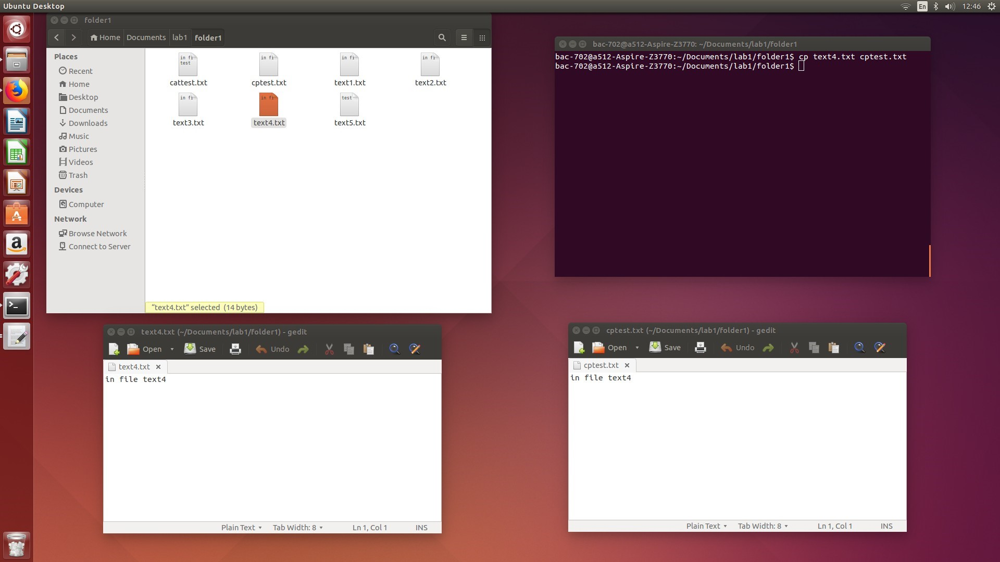 Ubuntu Desktop
En
12:46
folder1
Home
Documents
lab1
folder1
Places
Recent
Home
Desktop
Documents
Downloads
Music
Pictures
Videos
Trash
Devices
Computer
Network
Browse Network
Connect to Server
in fi
test
in fi
in fi
in fi
cattest.txt
cptest.txt
text1.txt
text2.txt
in fi
in fi
test
text3.txt
text4.txt
text5.txt
“text4.txt” selected (14 bytes)
bac-702@a512-Aspire-Z3770: ~/Documents/lab1/folder1
bac-702@a512-Aspire-Z3770:~/Documents/lab1/folder1$ cp text4.txt cptest.txt
bac-702@a512-Aspire-Z3770:~/Documents/lab1/folder1$
text4.txt (~/Documents/lab1/folder1) - gedit
Open
Save
Undo
text4.txt
in file text4
Plain Text
Tab Width: 8
Ln 1, Col 1
INS
cptest.txt (~/Documents/lab1/folder1) - gedit
Open
Save
Undo
cptest.txt
in file text4
Plain Text
Tab Width: 8
Ln 1, Col 1
INS